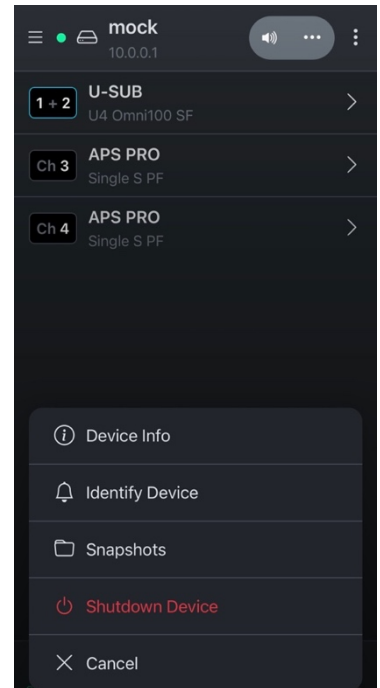 mock
10.0.0.1
1 + 2
U-SUB
U4 Omni100 SF
Ch 3
APS PRO
Single S PF
Ch 4
APS PRO
Single S PF
Device Info
Identify Device
Snapshots
Shutdown Device
Cancel